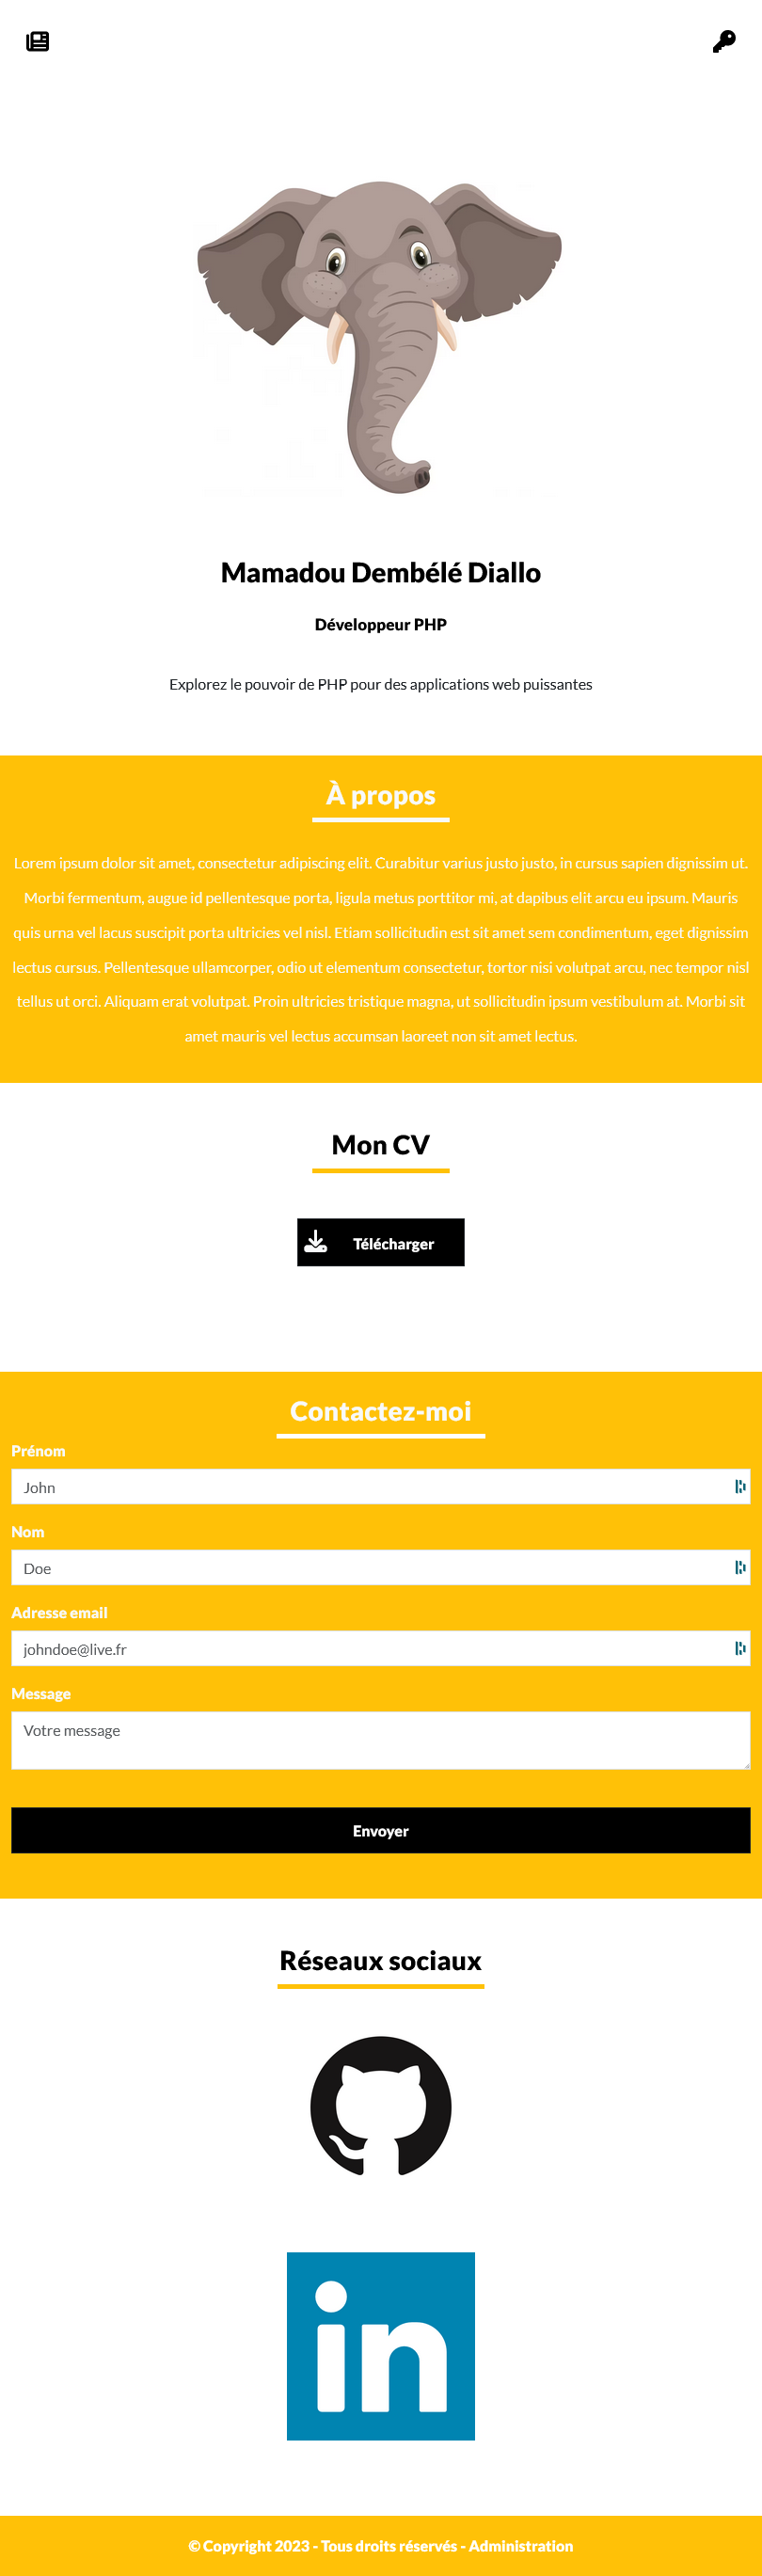 Mamadou Dembélé Diallo
Développeur PHP
Explorez le pouvoir de PHP pour des applications web puissantes
À propos
Lorem ipsum dolor sit amet, consectetur adipiscing elit. Curabitur varius justo justo, in cursus sapien dignissim ut.
Morbi fermentum, augue id pellentesque porta, ligula metus porttitor mi, at dapibus elit arcu eu ipsum. Mauris
quis urna vel lacus suscipit porta ultricies vel nisl. Etiam sollicitudin est sit amet sem condimentum, eget dignissim
lectus cursus. Pellentesque ullamcorper, odio ut elementum consectetur, tortor nisi volutpat arcu, nec tempor nisl
tellus ut orci. Aliquam erat volutpat. Proin ultricies tristique magna, ut sollicitudin ipsum vestibulum at. Morbi sit
amet mauris vel lectus accumsan laoreet non sit amet lectus.
Mon CV
Télécharger
Contactez-moi
Prénom
John
Nom
Doe
Adresse email
johndoe@live.fr
Message
Votre message
Envoyer
Réseaux sociaux
in
© Copyright 2023 - Tous droits réservés - Administration